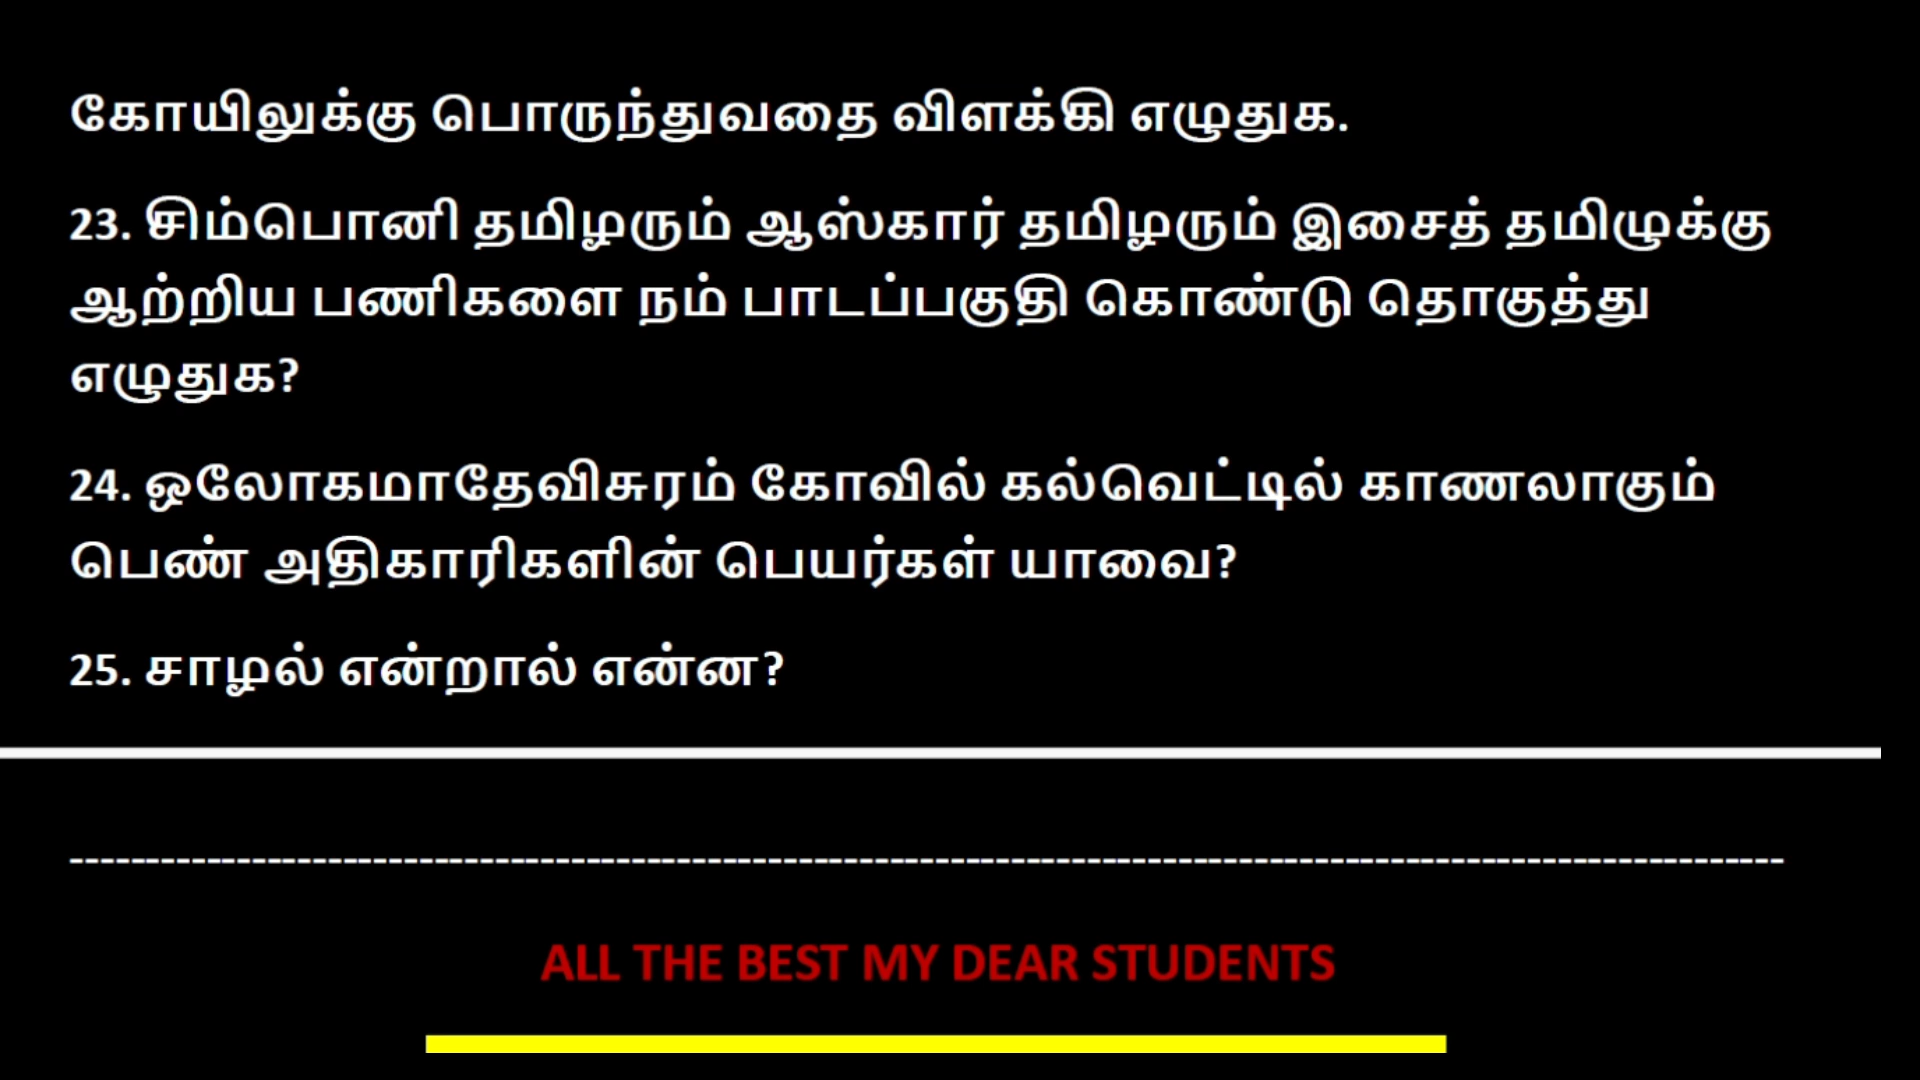 கோயிலுக்கு பொருந்துவதை விளக்கி எழுதுக.
23. சிம்பொனி தமிழரும் ஆஸ்கார் தமிழரும் இசைத் தமிழுக்கு
ஆற்றிய பணிகளை நம் பாடப்பகுதி கொண்டு தொகுத்து
எழுதுக?
24. ஒலோகமாதேவிசுரம் கோவில் கல்வெட்டில் காணலாகும்
பெண் அதிகாரிகளின் பெயர்கள் யாவை?
25. சாழல் என்றால் என்ன?
-----------------------------------------------------------------------------------------------------------------
ALL THE BEST MY DEAR STUDENTS